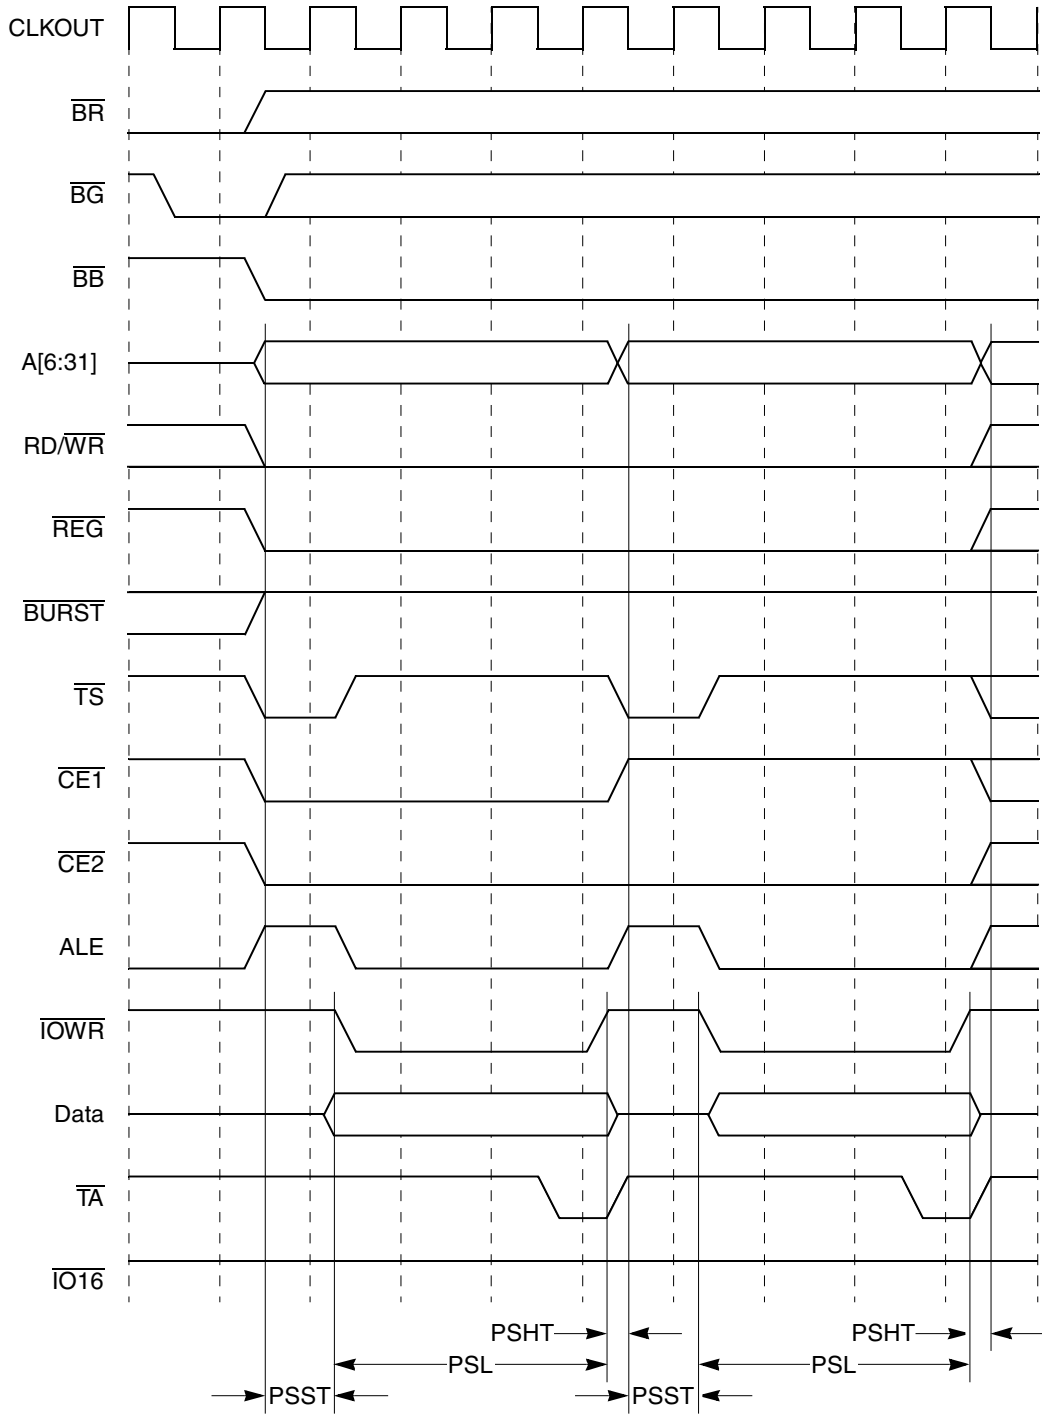 CLKOUT
BR
BG
BB
A[6:31]
RD/WR
REG
BURST
TS
CE1
CE2
ALE
IOWR
Data
TA
IO16
PSHT PSHT
PSL PSL
PSST PSST